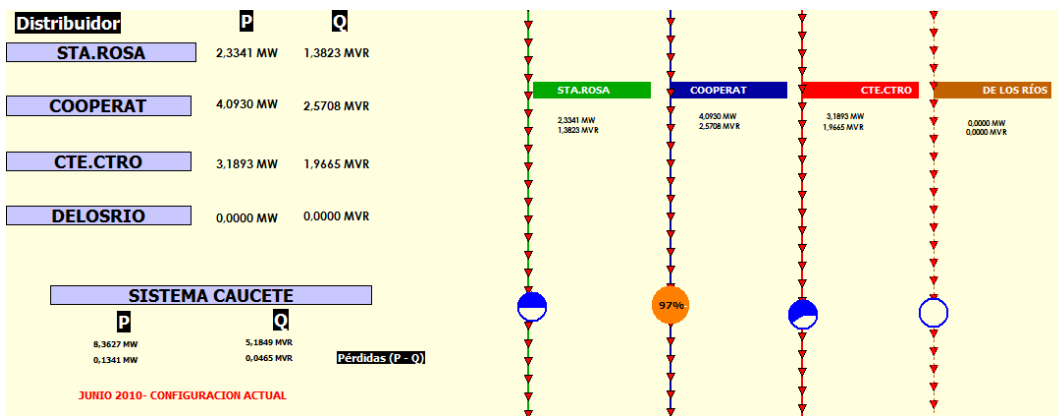 Distribuidor P Q
STA.ROSA 2,3341 MW 1,3823 MVR
COOPERAT 4,0930 MW 2,5708 MVR
CTE.CTRO 3,1893 MW 1,9665 MVR
DELOSRIO 0,0000 MW 0,0000 MVR
SISTEMA CAUCETE
P Q
8,3627 MW 5,1849 MVR
0,1341 MW 0,0465 MVR Pérdidas (P - Q)
JUNIO 2010- CONFIGURACION ACTUAL
STA.ROSA
2,3341 MW
1,3823 MVR
COOPERAT
4,0930 MW
2,5708 MVR
CTE.CTRO
3,1893 MW
1,9665 MVR
DE LOS RÍOS
0,0000 MW
0,0000 MVR
97%